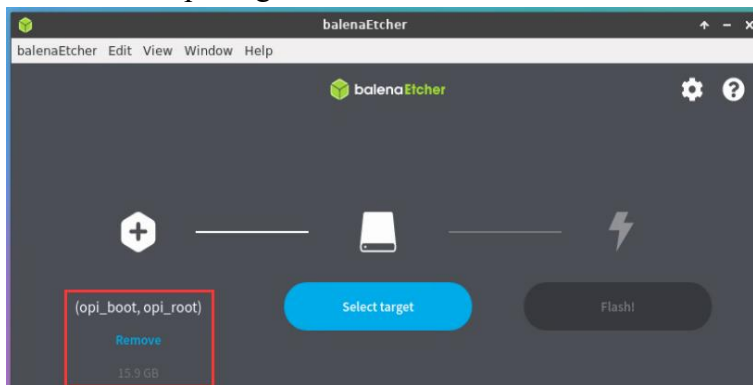 balenaEtcher
balenaEtcher Edit View Window Help
balenaEtcher
(opi_boot, opi_root)
Select target
Flash!
Remove
15.9 GB